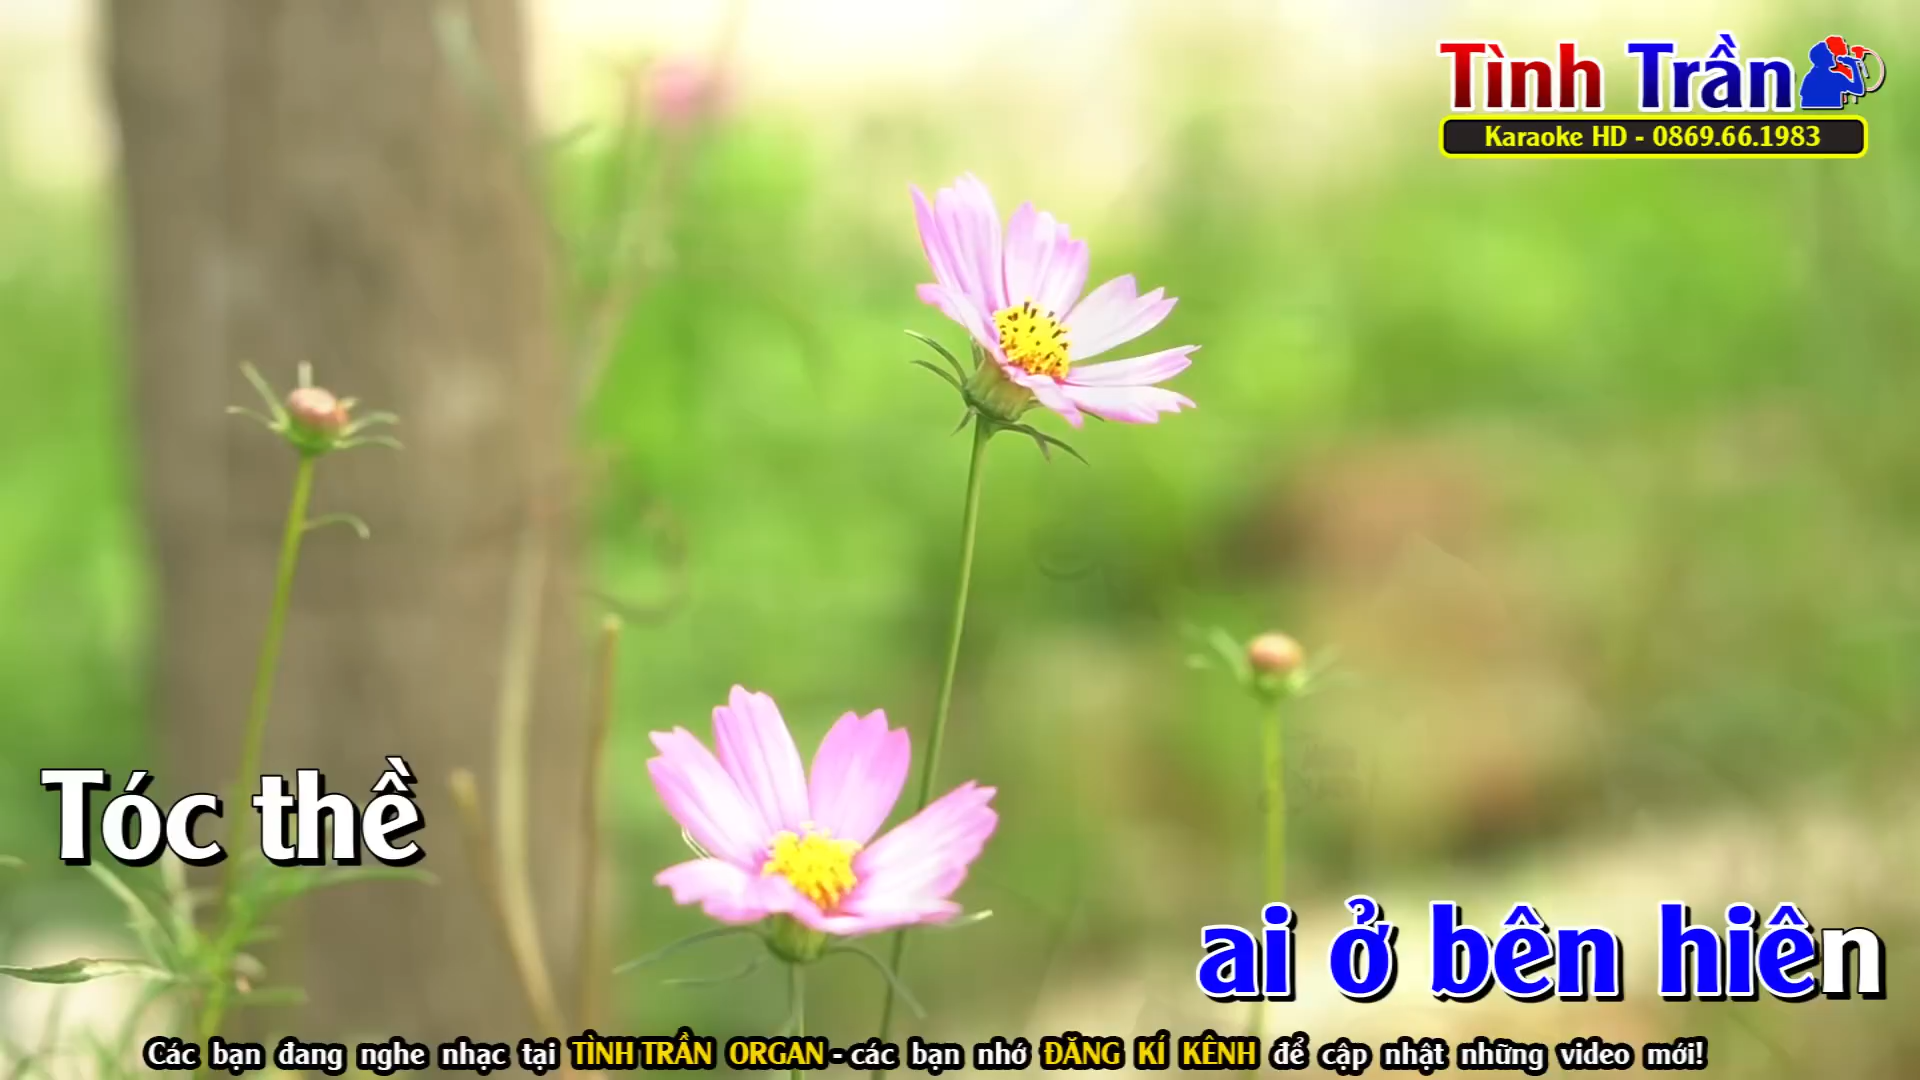 Tình Trần
Karaoke HD - 0869.66.1983
Tóc thề
ai ở bên hiên
Các bạn đang nghe nhạc tại TÌNH TRẦN ORGAN - các bạn nhớ ĐĂNG KÍ KÊNH để cập nhật những video mới!